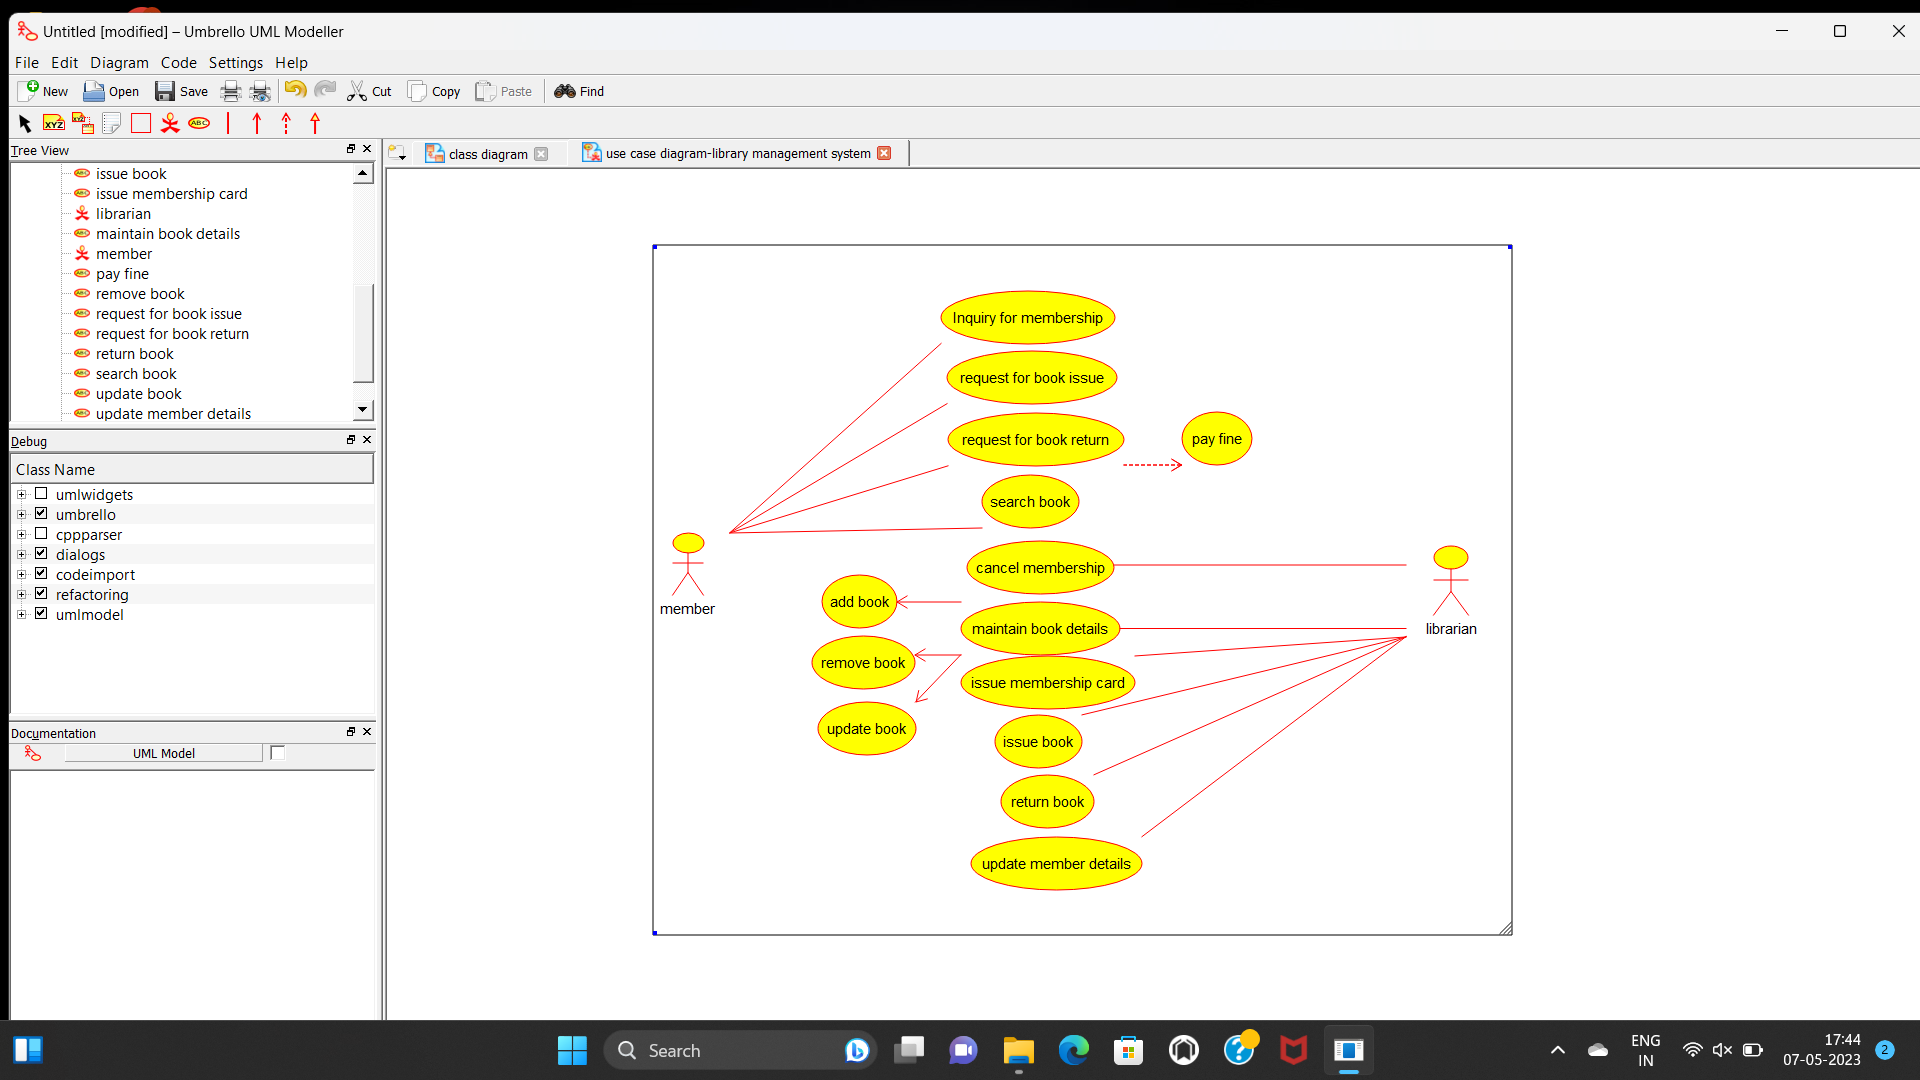 Untitled [modified] – Umbrello UML Modeller
File Edit Diagram Code Settings Help
New Open Save Cut Copy Paste Find
XYZ XYZ ABC
Tree View
class diagram
use case diagram-library management system
issue book
issue membership card
librarian
maintain book details
member
pay fine
remove book
request for book issue
request for book return
return book
search book
update book
update member details
Debug
Class Name
umlwidgets
umbrello
cppparser
dialogs
codeimport
refactoring
umlmodel
Documentation
UML Model
Inquiry for membership
request for book issue
request for book return
pay fine
search book
cancel membership
add book
maintain book details
remove book
issue membership card
update book
issue book
return book
update member details
member
librarian
Search
ENG
IN
17:44
07-05-2023
2